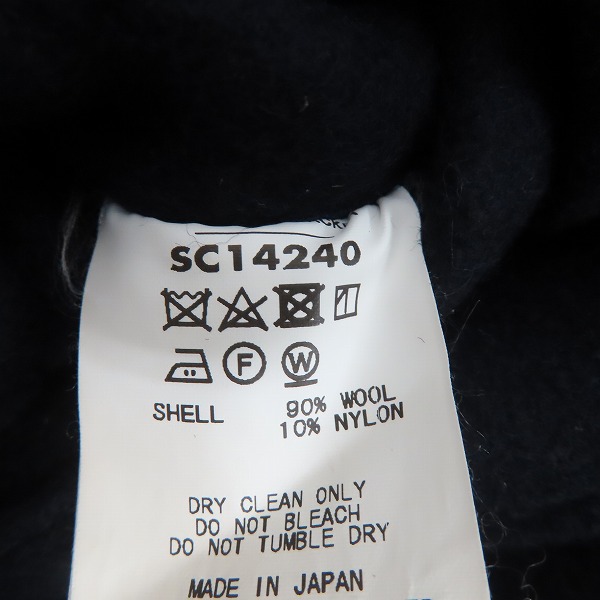 SC14240
F W
SHELL 90% WOOL
10% NYLON
DRY CLEAN ONLY
DO NOT BLEACH
DO NOT TUMBLE DRY
MADE IN JAPAN